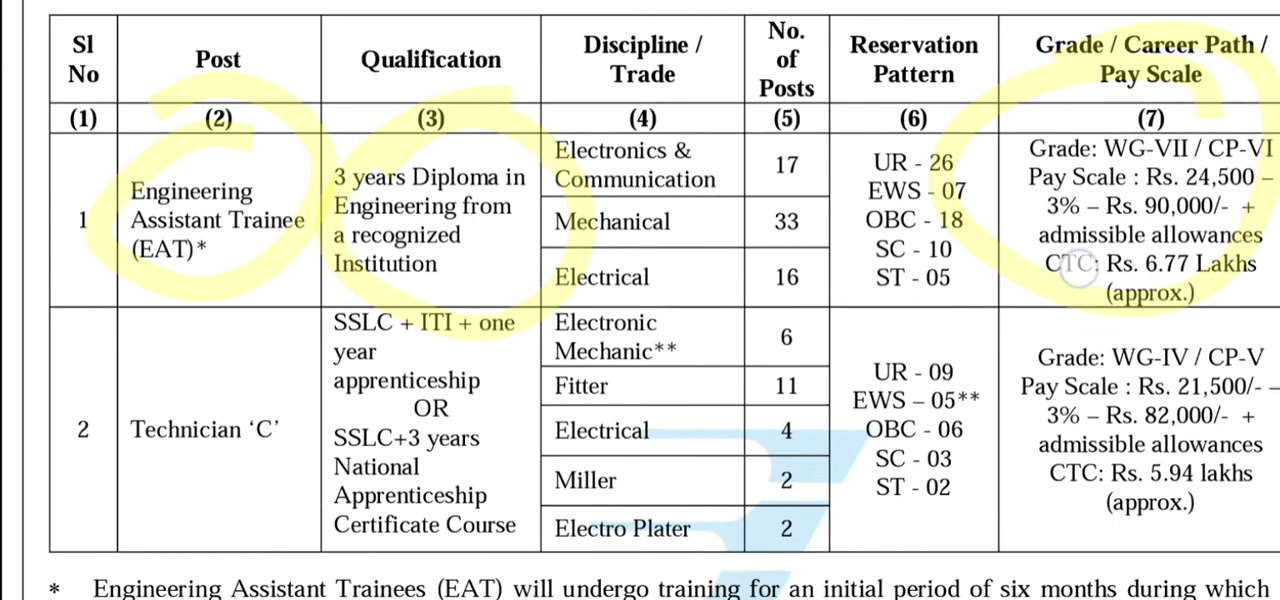 Sl No
Post
Qualification
Discipline / Trade
No. of Posts
Reservation Pattern
Grade / Career Path / Pay Scale
(1)
(2)
(3)
(4)
(5)
(6)
(7)
1
Engineering
Assistant Trainee
(EAT)*
3 years Diploma in
Engineering from
a recognized
Institution
Electronics &
Communication
17
Mechanical
33
Electrical
16
UR - 26
EWS - 07
OBC - 18
SC - 10
ST - 05
Grade: WG-VII / CP-VI
Pay Scale : Rs. 24,500 –
3% – Rs. 90,000/- +
admissible allowances
CTC: Rs. 6.77 Lakhs
(approx.)
2
Technician ‘C’
SSLC + ITI + one
year
apprenticeship
OR
SSLC+3 years
National
Apprenticeship
Certificate Course
Electronic
Mechanic**
6
Fitter
11
Electrical
4
Miller
2
Electro Plater
2
UR - 09
EWS – 05**
OBC - 06
SC - 03
ST - 02
Grade: WG-IV / CP-V
Pay Scale : Rs. 21,500/- –
3% – Rs. 82,000/- +
admissible allowances
CTC: Rs. 5.94 lakhs
(approx.)
* Engineering Assistant Trainees (EAT) will undergo training for an initial period of six months during which